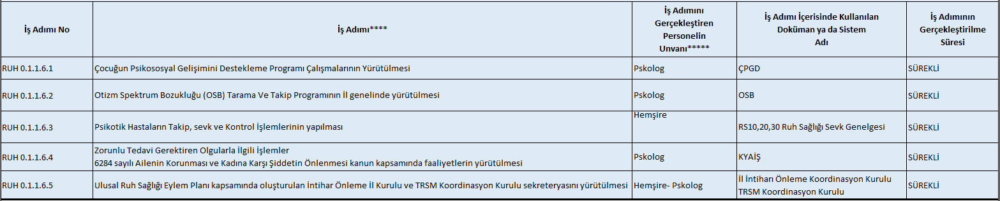 İş Adımı No
İş Adımı****
İş Adımını
Gerçekleştiren
Personelin
Unvanı*****
İş Adımı İçerisinde Kullanılan
Doküman ya da Sistem
Adı
İş Adımının
Gerçekleştirilme
Süresi
RUH 0.1.1.6.1
Çocuğun Psikososyal Gelişimini Destekleme Programı Çalışmalarının Yürütülmesi
Pskolog
ÇPGD
SÜREKLİ
RUH 0.1.1.6.2
Otizm Spektrum Bozukluğu (OSB) Tarama Ve Takip Programının İl genelinde yürütülmesi
Pskolog
OSB
SÜREKLİ
RUH 0.1.1.6.3
Psikotik Hastaların Takip, sevk ve Kontrol İşlemlerinin yapılması
Hemşire
RS10,20,30 Ruh Sağlığı Sevk Genelgesi
SÜREKLİ
RUH 0.1.1.6.4
Zorunlu Tedavi Gerektiren Olgularla İlgili İşlemler
6284 sayılı Ailenin Korunması ve Kadına Karşı Şiddetin Önlenmesi kanun kapsamında faaliyetlerin yürütülmesi
Pskolog
KYAİŞ
SÜREKLİ
RUH 0.1.1.6.5
Ulusal Ruh Sağlığı Eylem Planı kapsamında oluşturulan İntihar Önleme İl Kurulu ve TRSM Koordinasyon Kurulu sekreteryasını yürütülmesi
Hemşire- Pskolog
İl İntiharı Önleme Koordinasyon Kurulu
TRSM Koordinasyon Kurulu
SÜREKLİ